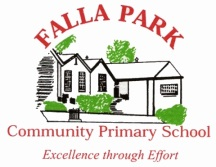 FALLA PARK
Community Primary School
Excellence through Effort